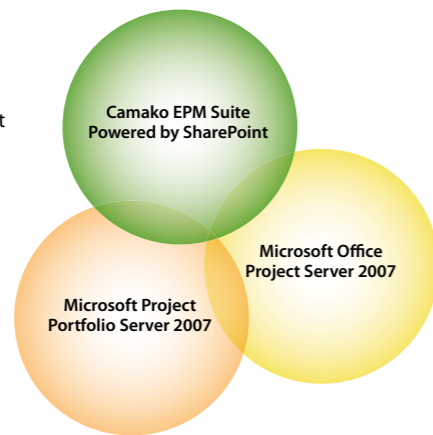 Camako EPM Suite
Powered by SharePoint
t
Microsoft Office
Project Server 2007
Microsoft Project
Portfolio Server 2007